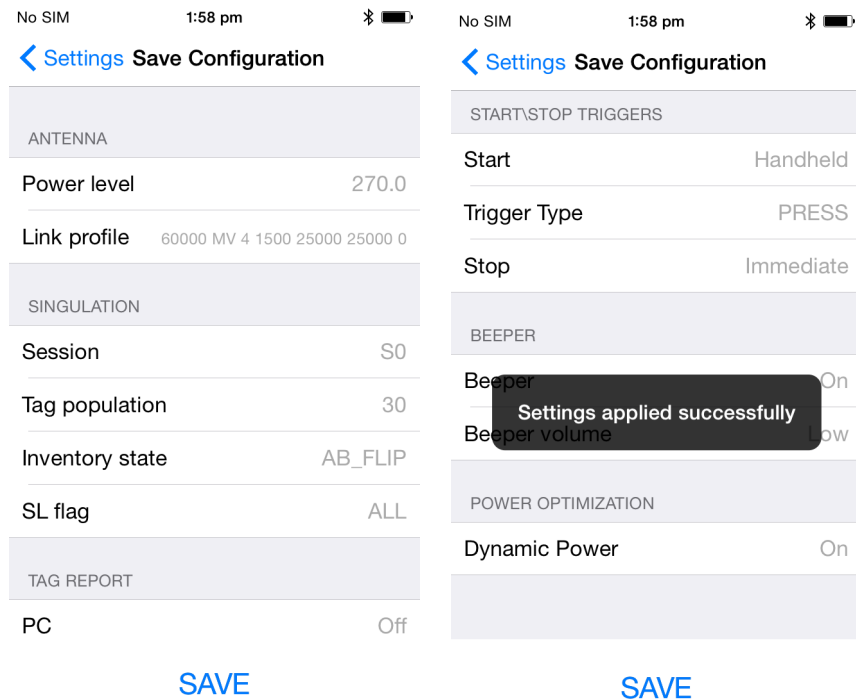 No SIM 1:58 pm
Settings Save Configuration
ANTENNA
Power level 270.0
Link profile 60000 MV 4 1500 25000 25000 0
SINGULATION
Session S0
Tag population 30
Inventory state AB_FLIP
SL flag ALL
TAG REPORT
PC Off
SAVE
No SIM 1:58 pm
Settings Save Configuration
START\STOP TRIGGERS
Start Handheld
Trigger Type PRESS
Stop Immediate
BEEPER
Beeper On
Settings applied successfully
Beeper volume Low
POWER OPTIMIZATION
Dynamic Power On
SAVE